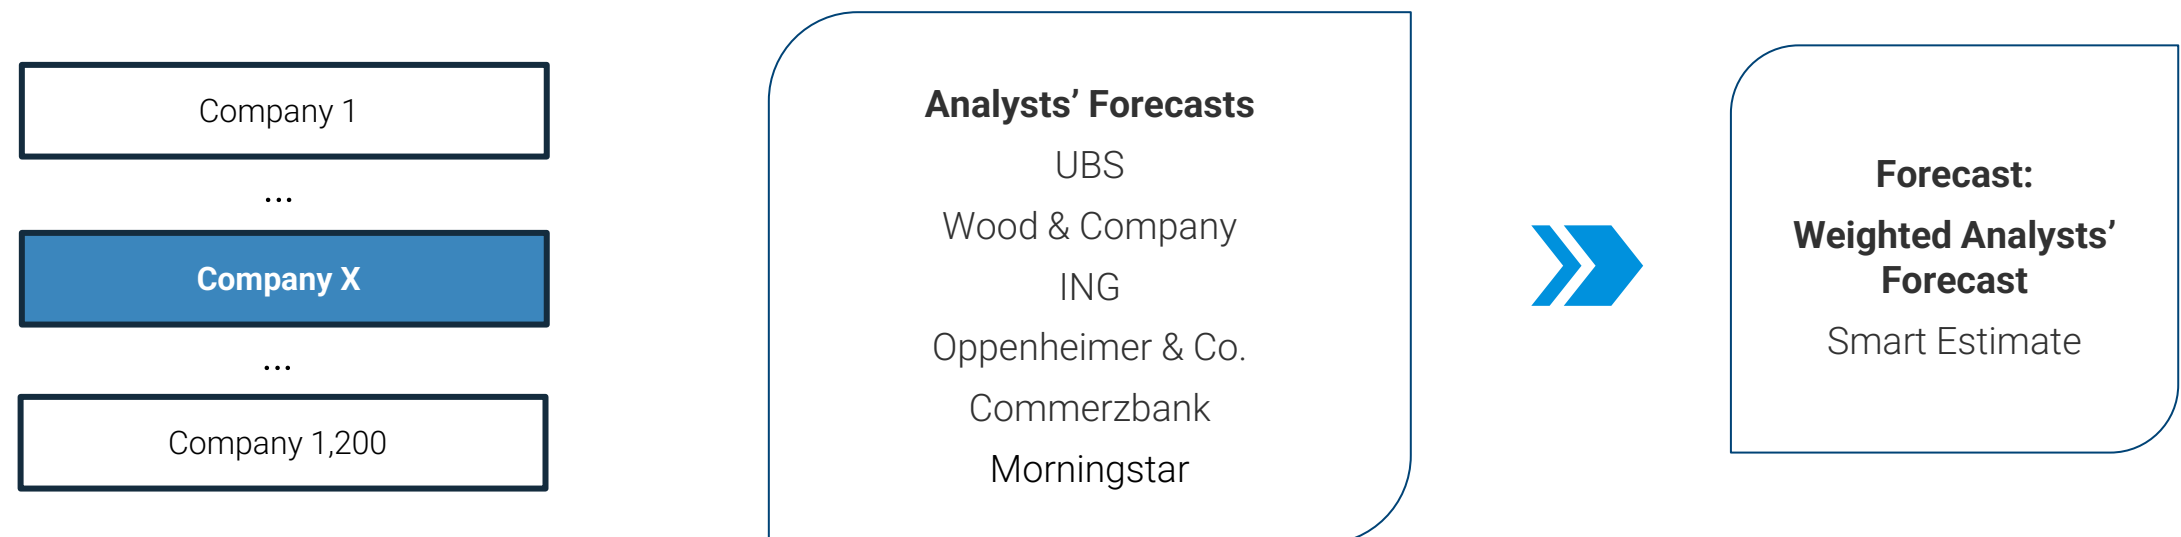 Company 1
...
Company X
...
Company 1,200
Analysts’ Forecasts
UBS
Wood & Company
ING
Oppenheimer & Co.
Commerzbank
Morningstar
Forecast:
Weighted Analysts’
Forecast
Smart Estimate